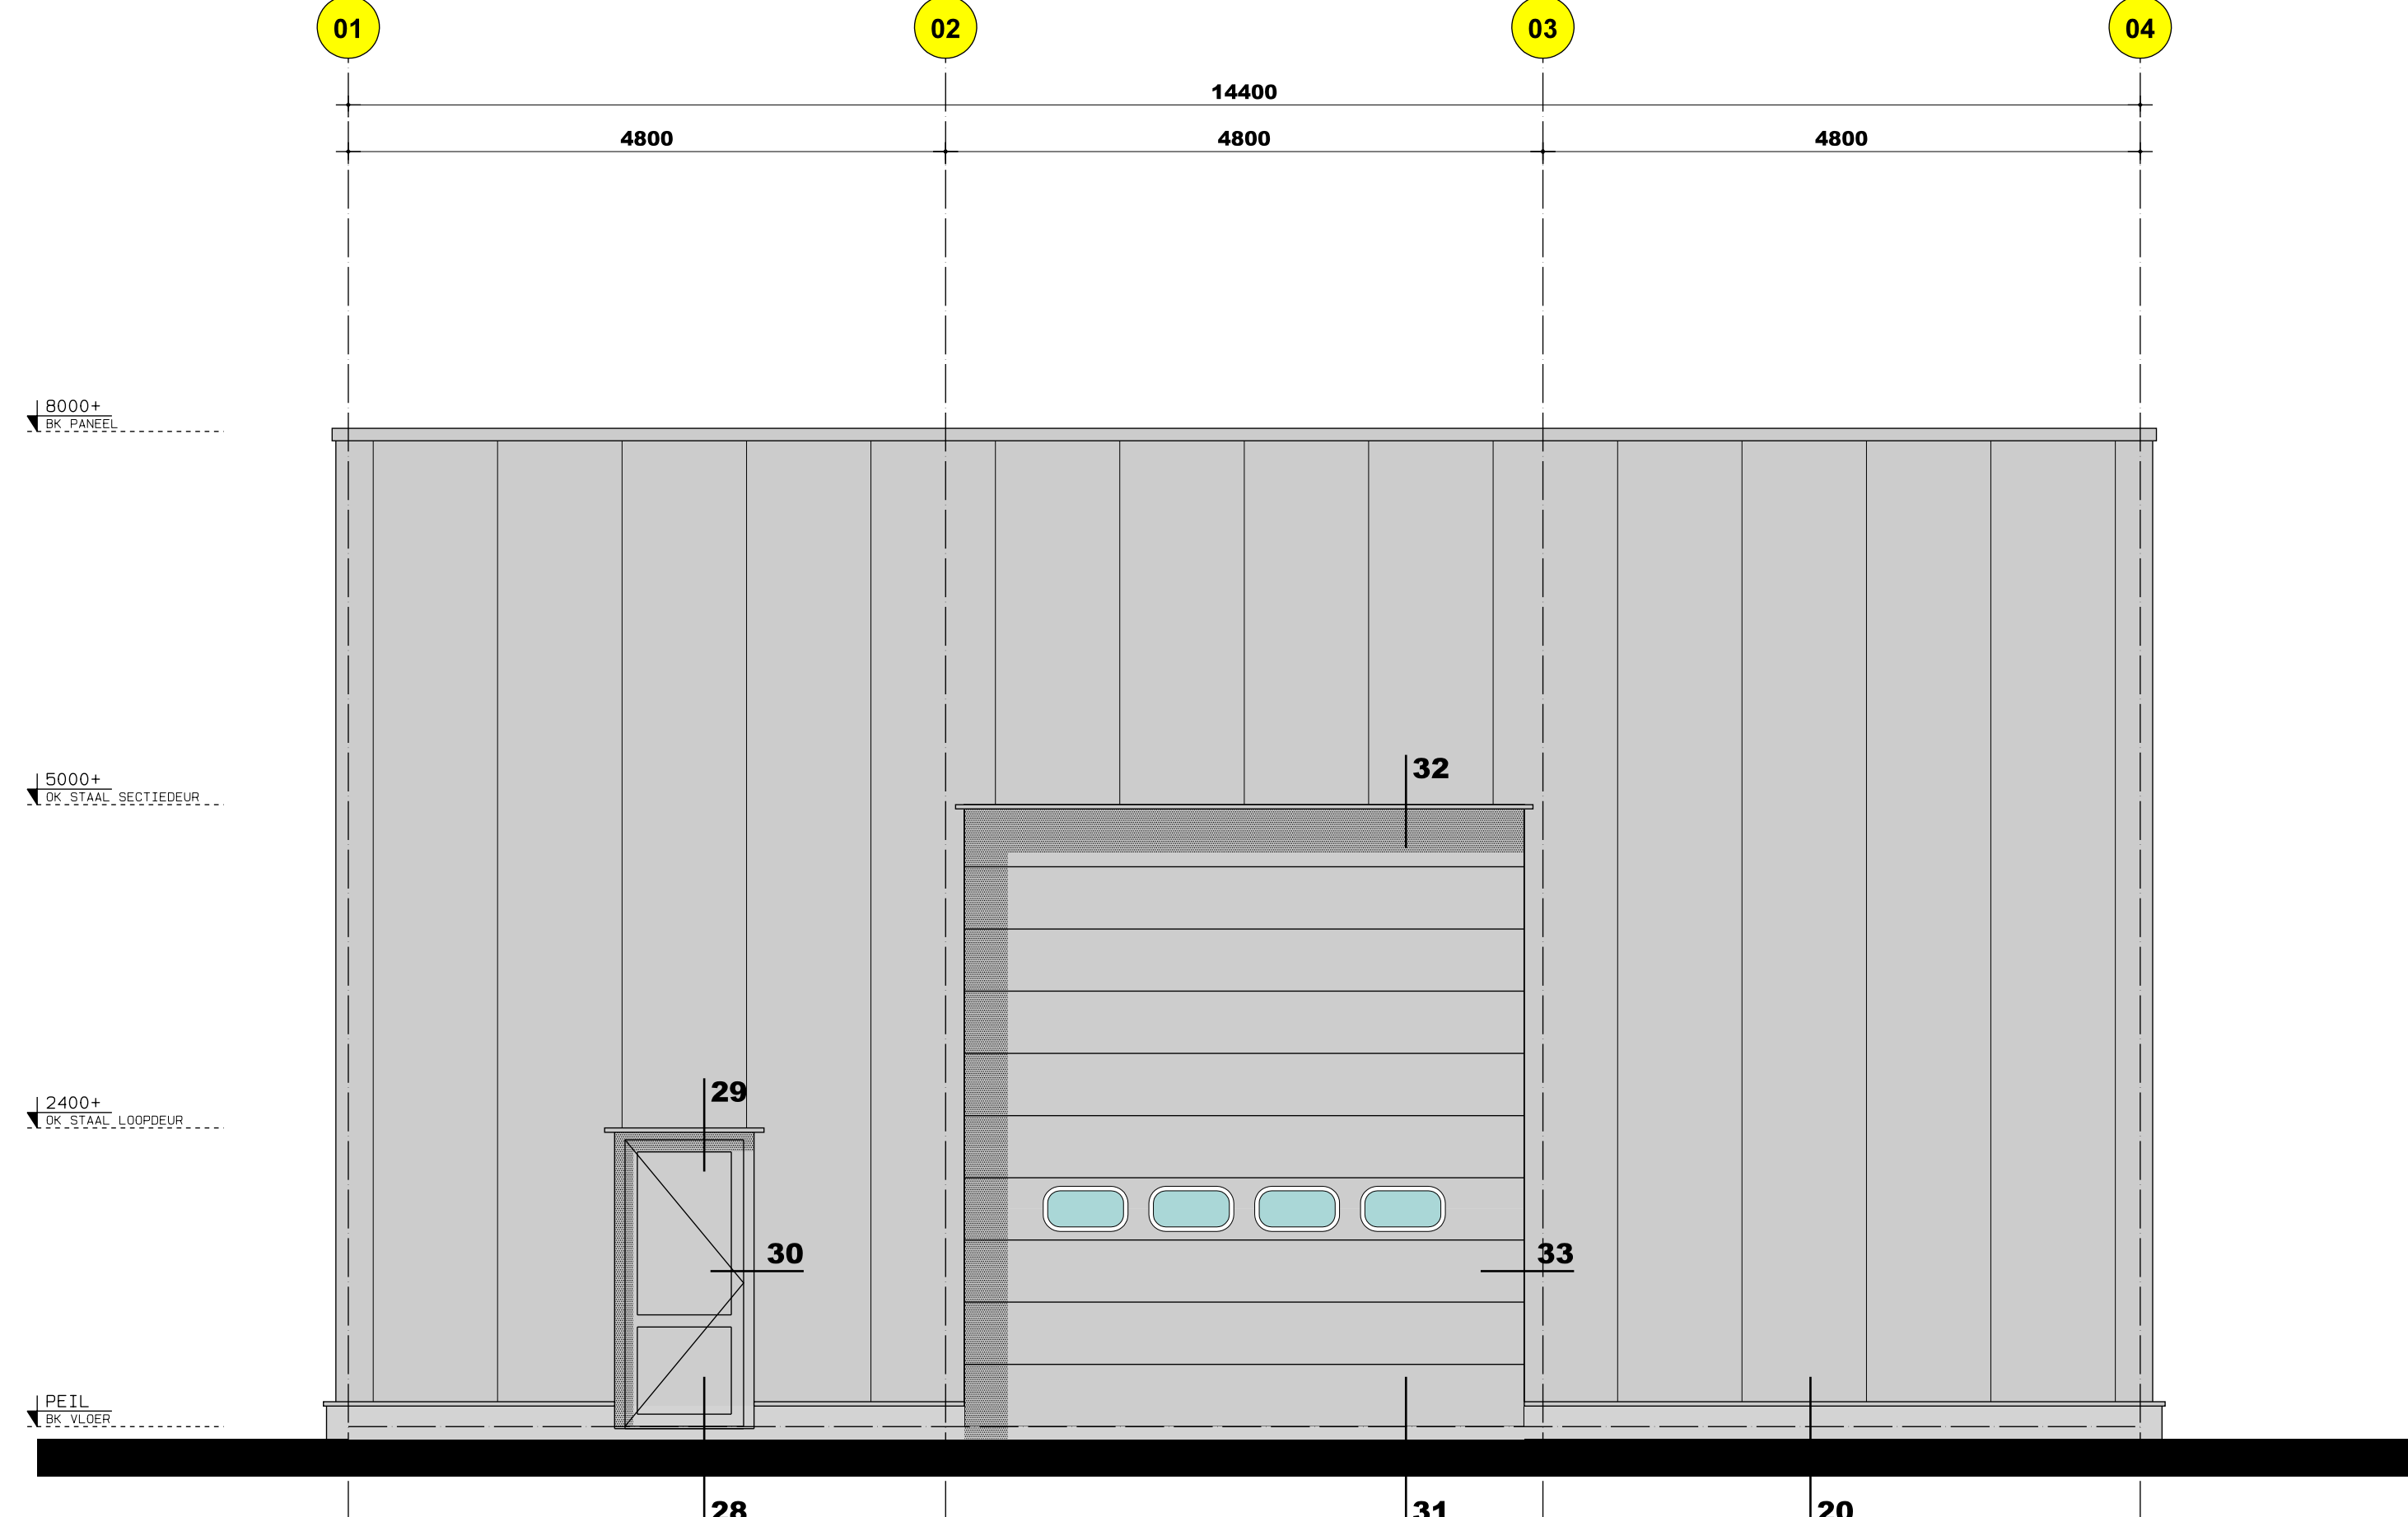 01 02 03 04
14400
4800 4800 4800
8000+
BK PANEEL
32
5000+
OK STAAL SECTIEDEUR
29
2400+
OK STAAL LOOPDEUR
30 33
PEIL
BK VLOER
28 31 20